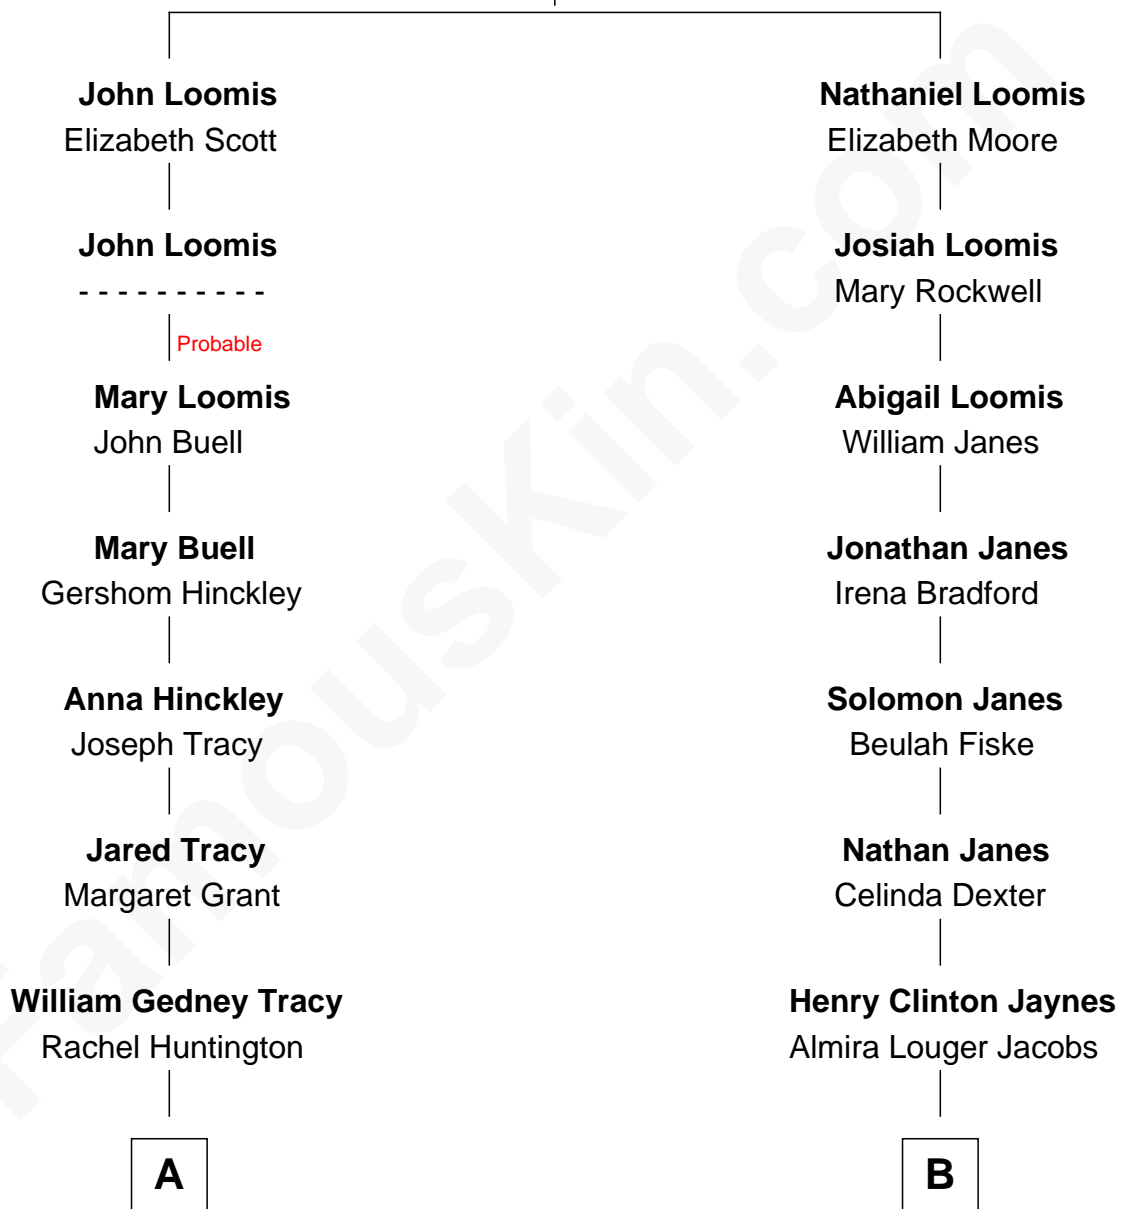 John Loomis
Elizabeth Scott
John Loomis
- - - - - - - - - -
Probable
Mary Loomis
John Buell
Mary Buell
Gershom Hinckley
Anna Hinckley
Joseph Tracy
Jared Tracy
Margaret Grant
William Gedney Tracy
Rachel Huntington
A
Nathaniel Loomis
Elizabeth Moore
Josiah Loomis
Mary Rockwell
Abigail Loomis
William Janes
Jonathan Janes
Irena Bradford
Solomon Janes
Beulah Fiske
Nathan Janes
Celinda Dexter
Henry Clinton Jaynes
Almira Louger Jacobs
B
FamousKin.com